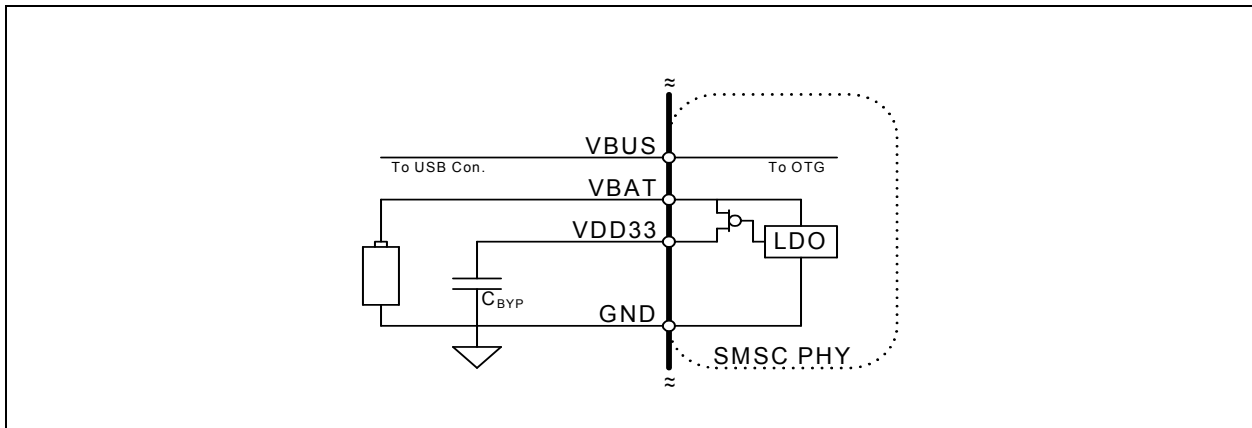 ≈
VBUS
To USB Con.
To OTG
VBAT
VDD33
LDO
CBYP
GND
SMSC PHY
≈